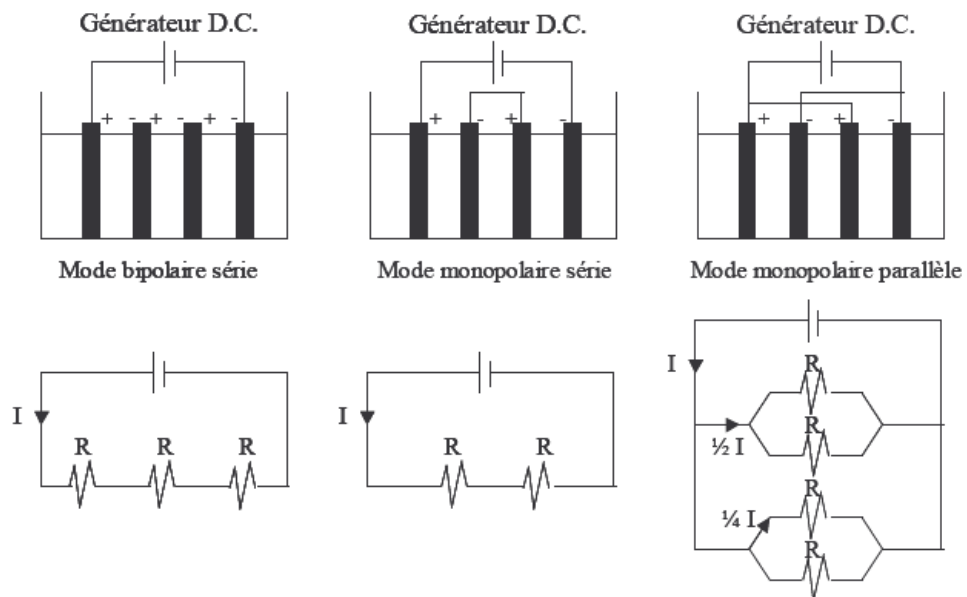 Générateur D.C.
Générateur D.C.
Générateur D.C.
+ - + - + -
+ - + -
+ - + -
Mode bipolaire série
Mode monopolaire série
Mode monopolaire parallèle
I
R R R
I
R R
I
R
½ I
R
R
¼ I
R